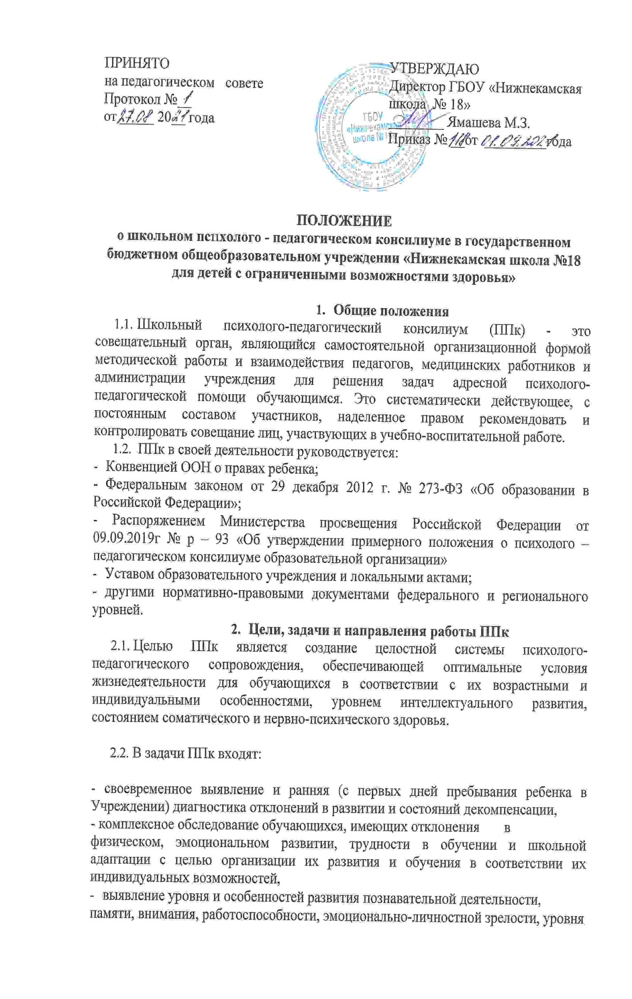 ПРИНЯТО
на педагогическом совете
Протокол № 1
от 27.08 2021 года
УТВЕРЖДАЮ
Директор ГБОУ «Нижнекамская
школа № 18»
Ямашева М.З.
Приказ № 118 от 01.09.2021 года
ГБОУ
«Нижнекамская
школа №
ПОЛОЖЕНИЕ
о школьном психолого - педагогическом консилиуме в государственном
бюджетном общеобразовательном учреждении «Нижнекамская школа №18
для детей с ограниченными возможностями здоровья»
1. Общие положения
1.1. Школьный психолого-педагогический консилиум (ППк) - это
совещательный орган, являющийся самостоятельной организационной формой
методической работы и взаимодействия педагогов, медицинских работников и
администрации учреждения для решения задач адресной психолого-
педагогической помощи обучающимся. Это систематически действующее, с
постоянным составом участников, наделенное правом рекомендовать и
контролировать совещание лиц, участвующих в учебно-воспитательной работе.
1.2. ППк в своей деятельности руководствуется:
- Конвенцией ООН о правах ребенка;
- Федеральным законом от 29 декабря 2012 г. № 273-ФЗ «Об образовании в
Российской Федерации»;
- Распоряжением Министерства просвещения Российской Федерации от
09.09.2019г № р – 93 «Об утверждении примерного положения о психолого –
педагогическом консилиуме образовательной организации»
- Уставом образовательного учреждения и локальными актами;
- другими нормативно-правовыми документами федерального и регионального
уровней.
2. Цели, задачи и направления работы ППк
2.1. Целью ППк является создание целостной системы психолого-
педагогического сопровождения, обеспечивающей оптимальные условия
жизнедеятельности для обучающихся в соответствии с их возрастными и
индивидуальными особенностями, уровнем интеллектуального развития,
состоянием соматического и нервно-психического здоровья.
2.2. В задачи ППк входят:
- своевременное выявление и ранняя (с первых дней пребывания ребенка в
Учреждении) диагностика отклонений в развитии и состояний декомпенсации,
- комплексное обследование обучающихся, имеющих отклонения в
физическом, эмоциональном развитии, трудности в обучении и школьной
адаптации с целью организации их развития и обучения в соответствии их
индивидуальных возможностей,
- выявление уровня и особенностей развития познавательной деятельности,
памяти, внимания, работоспособности, эмоционально-личностной зрелости, уровня